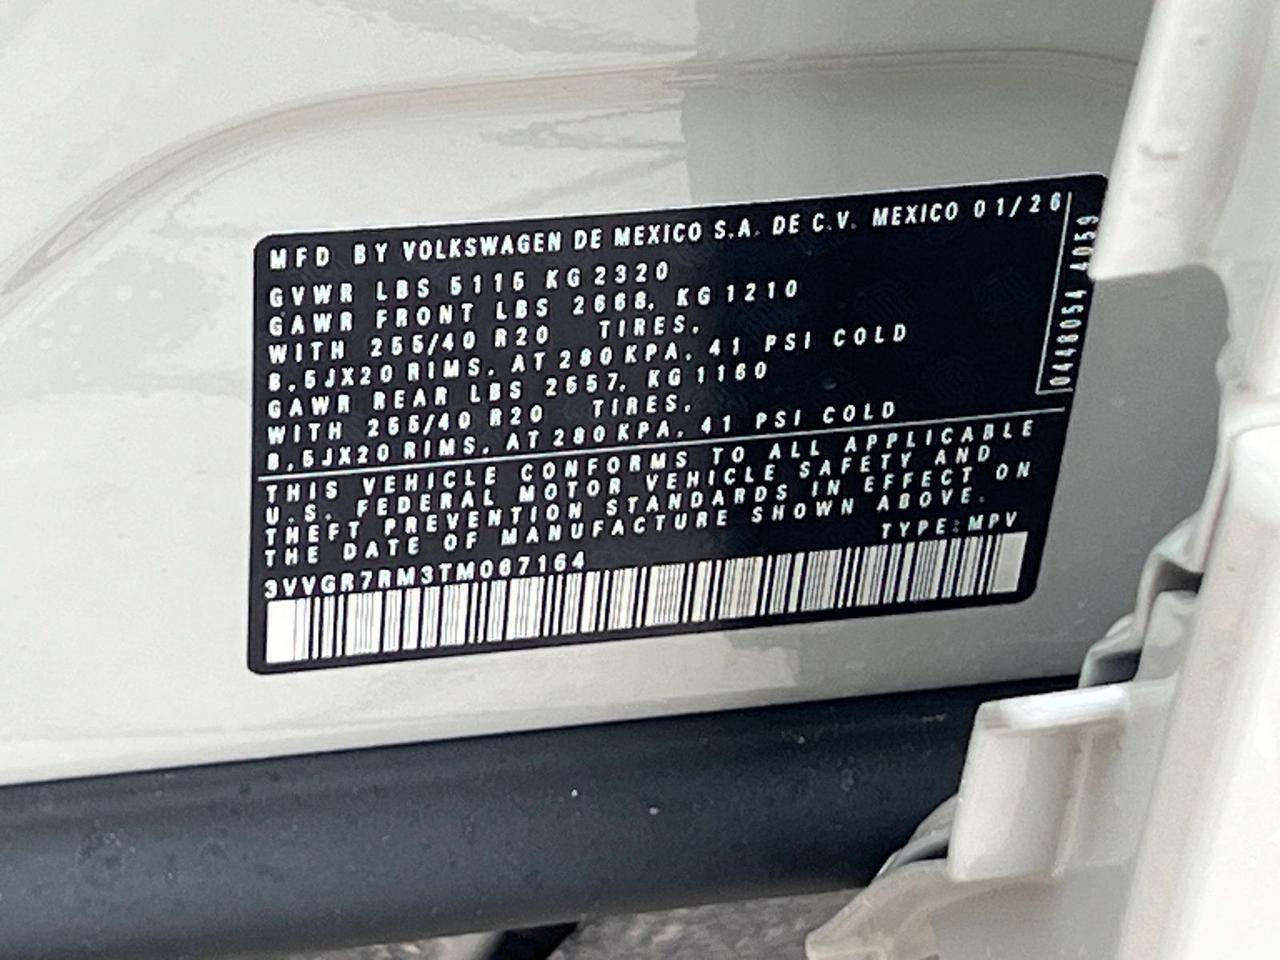 MFD BY VOLKSWAGEN DE MEXICO S.A. DE C.V. MEXICO 01/26
GVWR LBS 5115 KG 2320
GAWR FRONT LBS 2668, KG 1210
WITH 255/40 R20 TIRES,
8,5JX20 RIMS, AT 280 KPA, 41 PSI COLD
GAWR REAR LBS 2557, KG 1160
WITH 255/40 R20 TIRES,
8,5JX20 RIMS, AT 280 KPA, 41 PSI COLD
THIS VEHICLE CONFORMS TO ALL APPLICABLE
U.S. FEDERAL MOTOR VEHICLE SAFETY AND
THEFT PREVENTION STANDARDS IN EFFECT ON
THE DATE OF MANUFACTURE SHOWN ABOVE.
TYPE: MPV
3VVGR7RM3TM067164
0448054 4059